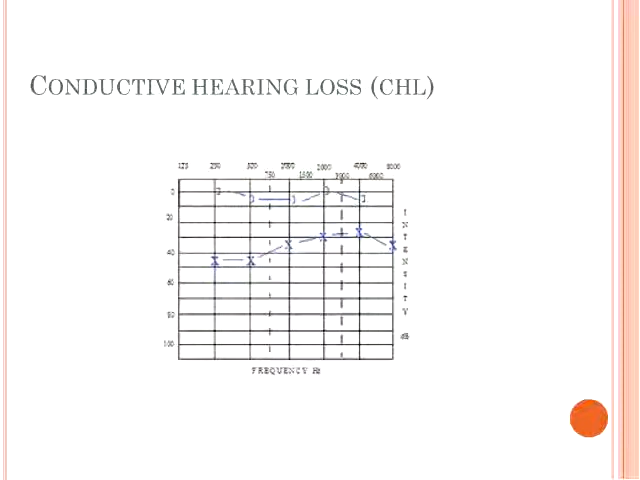 CONDUCTIVE HEARING LOSS (CHL)
125 250 500 2000 4000 8000
750 1500 3000 6000
0
20
40
60
80
100
X X X X X X
INTENSITY
dB
FREQUENCY Hz